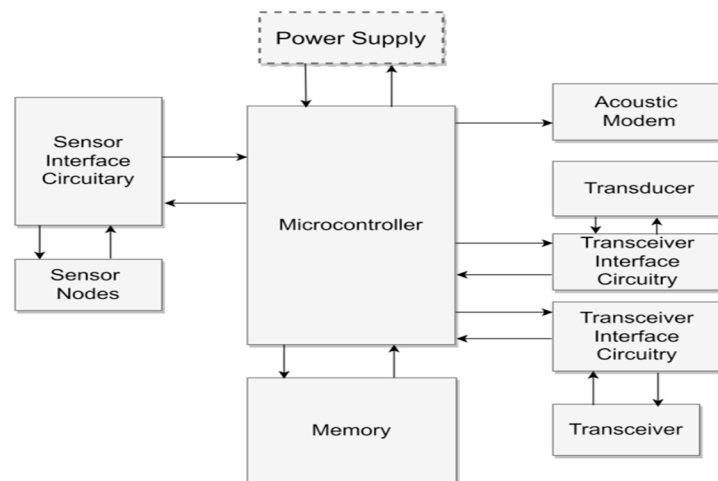 Power Supply
Sensor
Interface
Circuitary
Sensor
Nodes
Microcontroller
Memory
Acoustic
Modem
Transducer
Transceiver
Interface
Circuitry
Transceiver
Interface
Circuitry
Transceiver